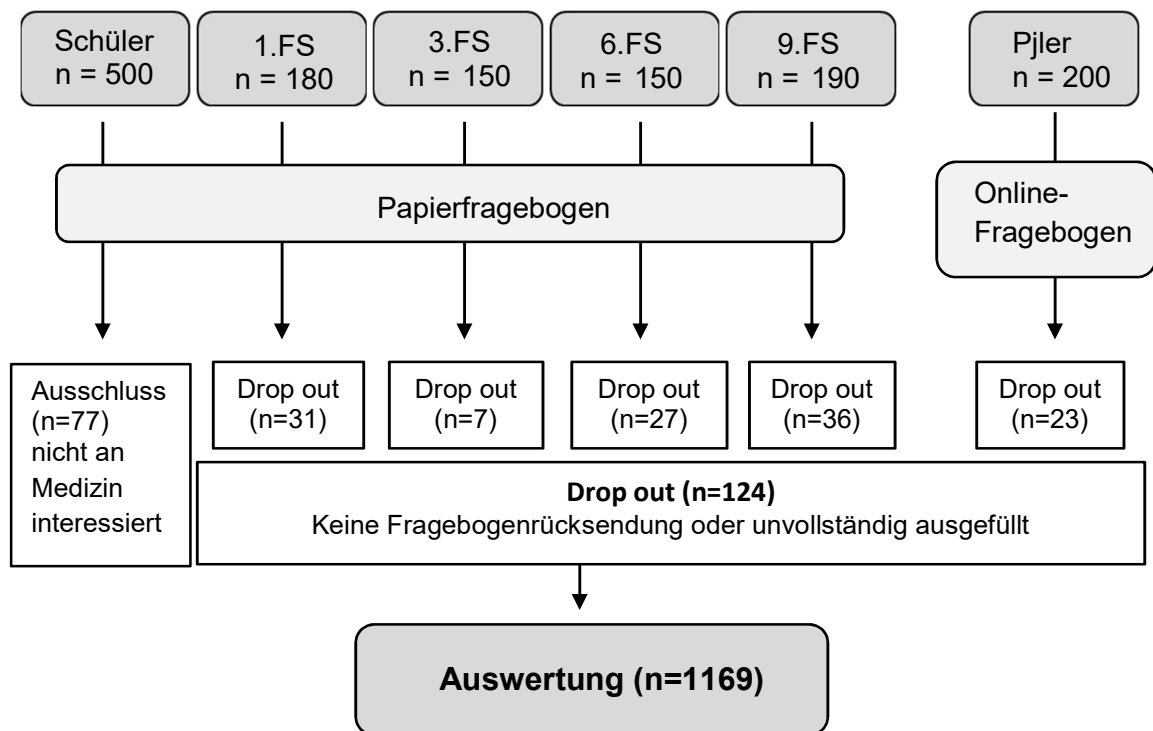 Schüler
n = 500
1.FS
n = 180
3.FS
n = 150
6.FS
n = 150
9.FS
n = 190
Pjler
n = 200
Papierfragebogen
Online-
Fragebogen
Ausschluss
(n=77)
nicht an
Medizin
interessiert
Drop out
(n=31)
Drop out
(n=7)
Drop out
(n=27)
Drop out
(n=36)
Drop out
(n=23)
Drop out (n=124)
Keine Fragebogenrücksendung oder unvollständig ausgefüllt
Auswertung (n=1169)